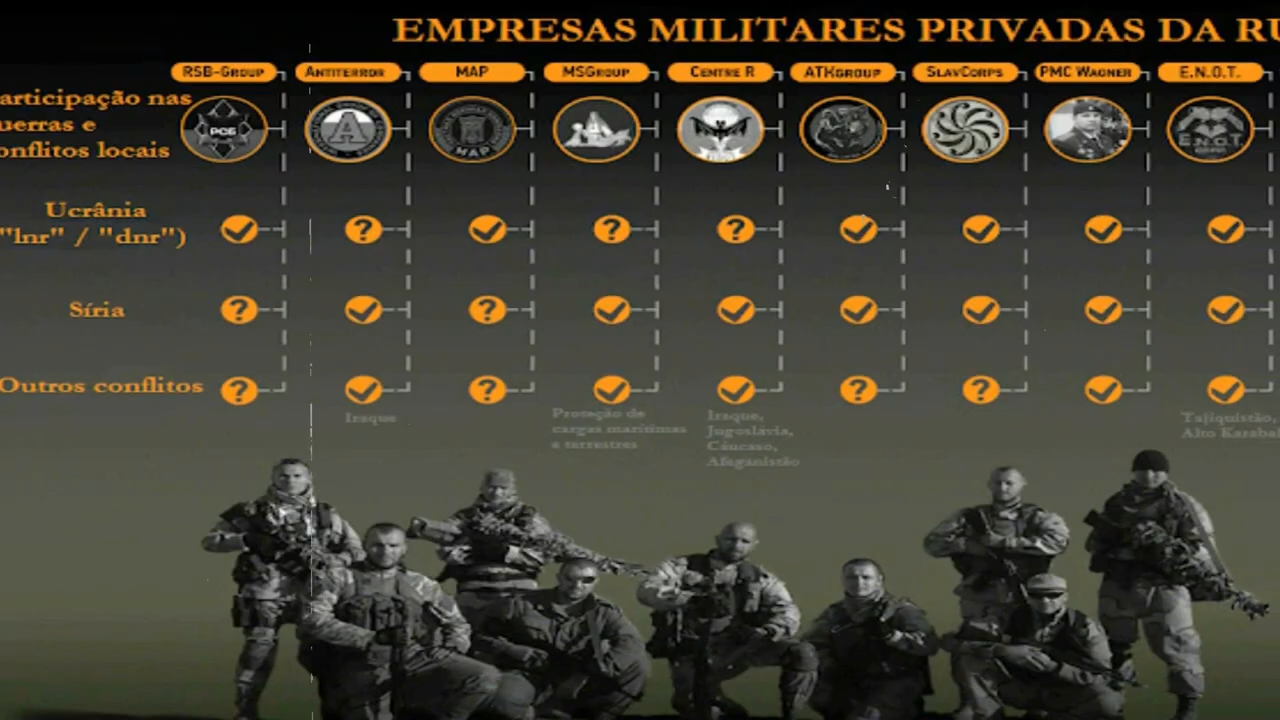 EMPRESAS MILITARES PRIVADAS DA RU
RSB-GROUP ANTITERROR MAP MSGROUP CENTRE R ATKGROUP SLAVCORPS PMC WAGNER E.N.O.T.
articipação nas
uerras e
onflitos locais
РСБ
A
MAP
E.N.O.T.
Ucrânia
"lnr" / "dnr")
Síria
Outros conflitos
Iraque
Proteção de
cargas marítimas
e terrestres
Iraque,
Jugoslávia,
Cáucaso,
Afeganistão
Tajiquistão,
Alto Karabak